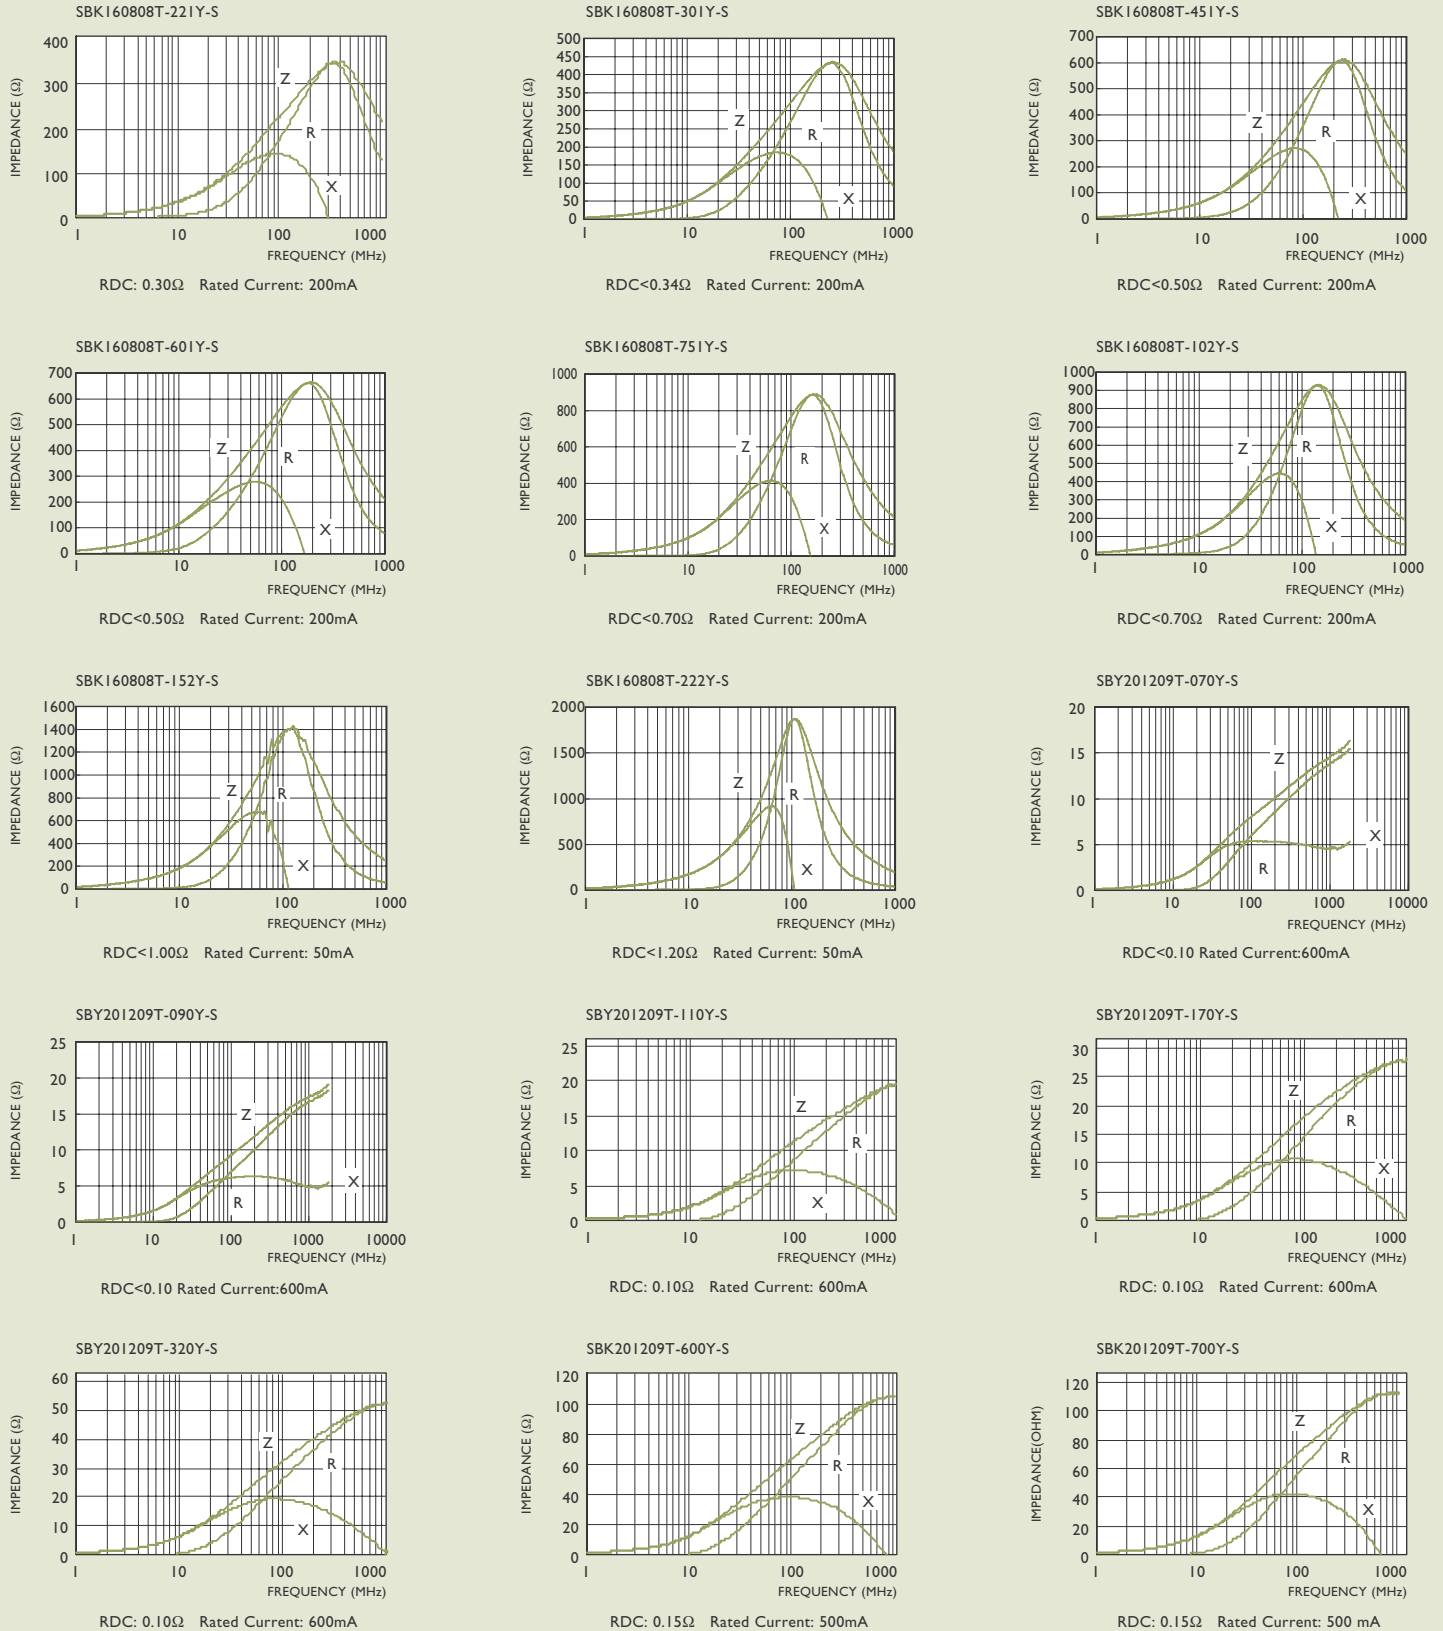 SBK160808T-221Y-S
SBK160808T-301Y-S
SBK160808T-451Y-S
IMPEDANCE (Ω)
400
300
200
100
0
Z
R
X
1 10 100 1000
FREQUENCY (MHz)
RDC: 0.30Ω Rated Current: 200mA
IMPEDANCE (Ω)
500
450
400
350
300
250
200
150
100
50
0
Z
R
X
1 10 100 1000
FREQUENCY (MHz)
RDC<0.34Ω Rated Current: 200mA
IMPEDANCE (Ω)
700
600
500
400
300
200
100
0
Z
R
X
1 10 100 1000
FREQUENCY (MHz)
RDC<0.50Ω Rated Current: 200mA
SBK160808T-601Y-S
SBK160808T-751Y-S
SBK160808T-102Y-S
IMPEDANCE (Ω)
700
600
500
400
300
200
100
0
Z
R
X
1 10 100 1000
FREQUENCY (MHz)
RDC<0.50Ω Rated Current: 200mA
IMPEDANCE (Ω)
1000
800
600
400
200
0
Z
R
X
1 10 100 1000
FREQUENCY (MHz)
RDC<0.70Ω Rated Current: 200mA
IMPEDANCE (Ω)
1000
900
800
700
600
500
400
300
200
100
0
Z
R
X
1 10 100 1000
FREQUENCY (MHz)
RDC<0.70Ω Rated Current: 200mA
SBK160808T-152Y-S
SBK160808T-222Y-S
SBY201209T-070Y-S
IMPEDANCE (Ω)
1600
1400
1200
1000
800
600
400
200
0
Z
R
X
1 10 100 1000
FREQUENCY (MHz)
RDC<1.00Ω Rated Current: 50mA
IMPEDANCE (Ω)
2000
1500
1000
500
0
Z
R
X
1 10 100 1000
FREQUENCY (MHz)
RDC<1.20Ω Rated Current: 50mA
IMPEDANCE (Ω)
20
15
10
5
0
Z
X
R
1 10 100 1000 10000
FREQUENCY (MHz)
RDC<0.10 Rated Current:600mA
SBY201209T-090Y-S
SBY201209T-110Y-S
SBY201209T-170Y-S
IMPEDANCE (Ω)
25
20
15
10
5
0
Z
X
R
1 10 100 1000 10000
FREQUENCY (MHz)
RDC<0.10 Rated Current:600mA
IMPEDANCE (Ω)
25
20
15
10
5
0
Z
R
X
1 10 100 1000
FREQUENCY (MHz)
RDC: 0.10Ω Rated Current: 600mA
IMPEDANCE (Ω)
30
25
20
15
10
5
0
Z
R
X
1 10 100 1000
FREQUENCY (MHz)
RDC: 0.10Ω Rated Current: 600mA
SBY201209T-320Y-S
SBK201209T-600Y-S
SBK201209T-700Y-S
IMPEDANCE (Ω)
60
50
40
30
20
10
0
Z
R
X
1 10 100 1000
FREQUENCY (MHz)
RDC: 0.10Ω Rated Current: 600mA
IMPEDANCE (Ω)
120
100
80
60
40
20
0
Z
R
X
1 10 100 1000
FREQUENCY (MHz)
RDC: 0.15Ω Rated Current: 500mA
IMPEDANCE(OHM)
120
100
80
60
40
20
0
Z
R
X
1 10 100 1000
FREQUENCY (MHz)
RDC: 0.15Ω Rated Current: 500 mA